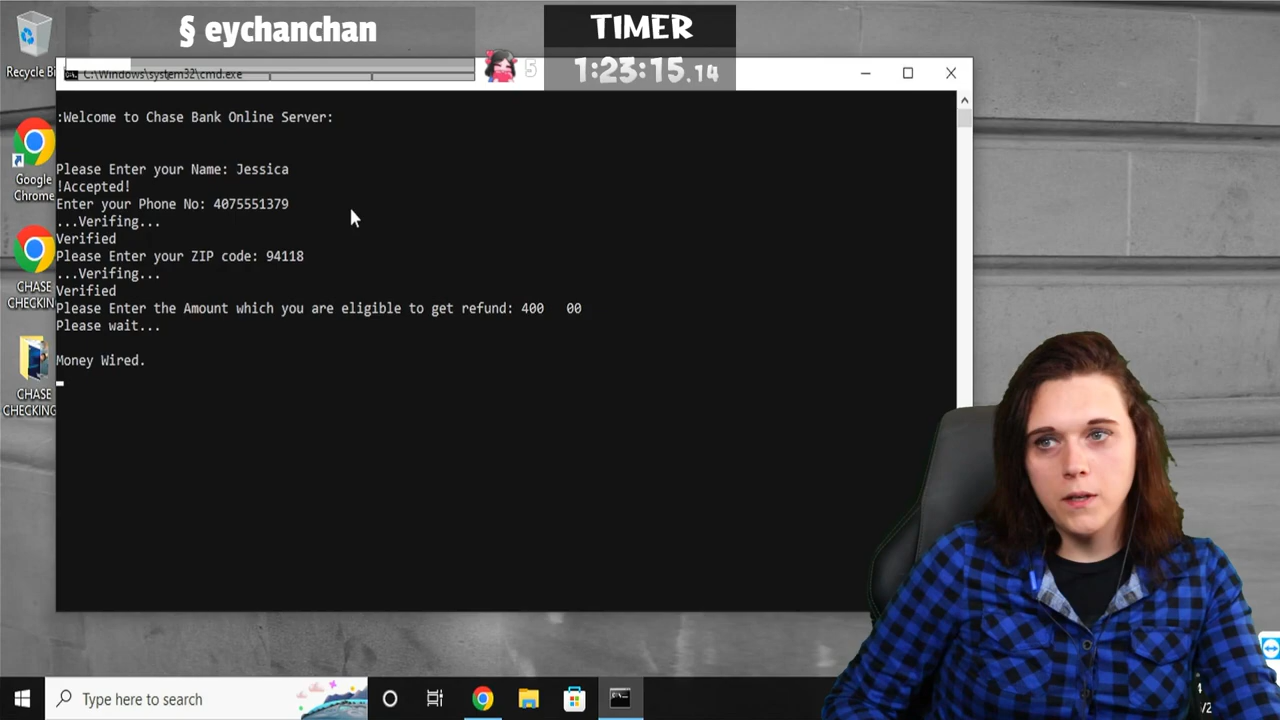 § eychanchan
TIMER
5
1:23:15.14
Recycle Bi
C:\Windows\system32\cmd.exe
:Welcome to Chase Bank Online Server:
Please Enter your Name: Jessica
!Accepted!
Enter your Phone No: 4075551379
...Verifing...
Verified
Please Enter your ZIP code: 94118
...Verifing...
Verified
Please Enter the Amount which you are eligible to get refund: 400   00
Please wait...
Money Wired.
Google
Chrome
CHASE
CHECKIN
CHASE
CHECKING
Type here to search